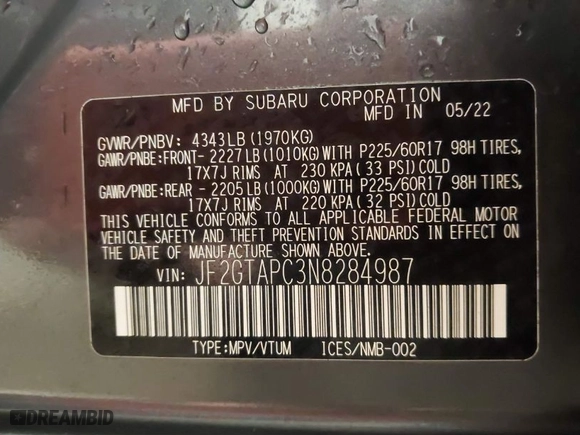 MFD BY SUBARU CORPORATION
MFD IN 05/22
GVWR/PNBV: 4343LB (1970KG)
GAWR/PNBE:FRONT- 2227LB (1010KG) WITH P225/60R17 98H TIRES,
17X7J RIMS AT 230 KPA ( 33 PSI) COLD
GAWR/PNBE:REAR - 2205LB (1000KG) WITH P225/60R17 98H TIRES,
17X7J RIMS AT 220 KPA ( 32 PSI) COLD
THIS VEHICLE CONFORMS TO ALL APPLICABLE FEDERAL MOTOR
VEHICLE SAFETY AND THEFT PREVENTION STANDARDS IN EFFECT ON
THE DATE OF MANUFACTURE SHOWN ABOVE.
VIN: JF2GTAPC3N8284987
TYPE:MPV/VTUM ICES/NMB-002
DREAMBID